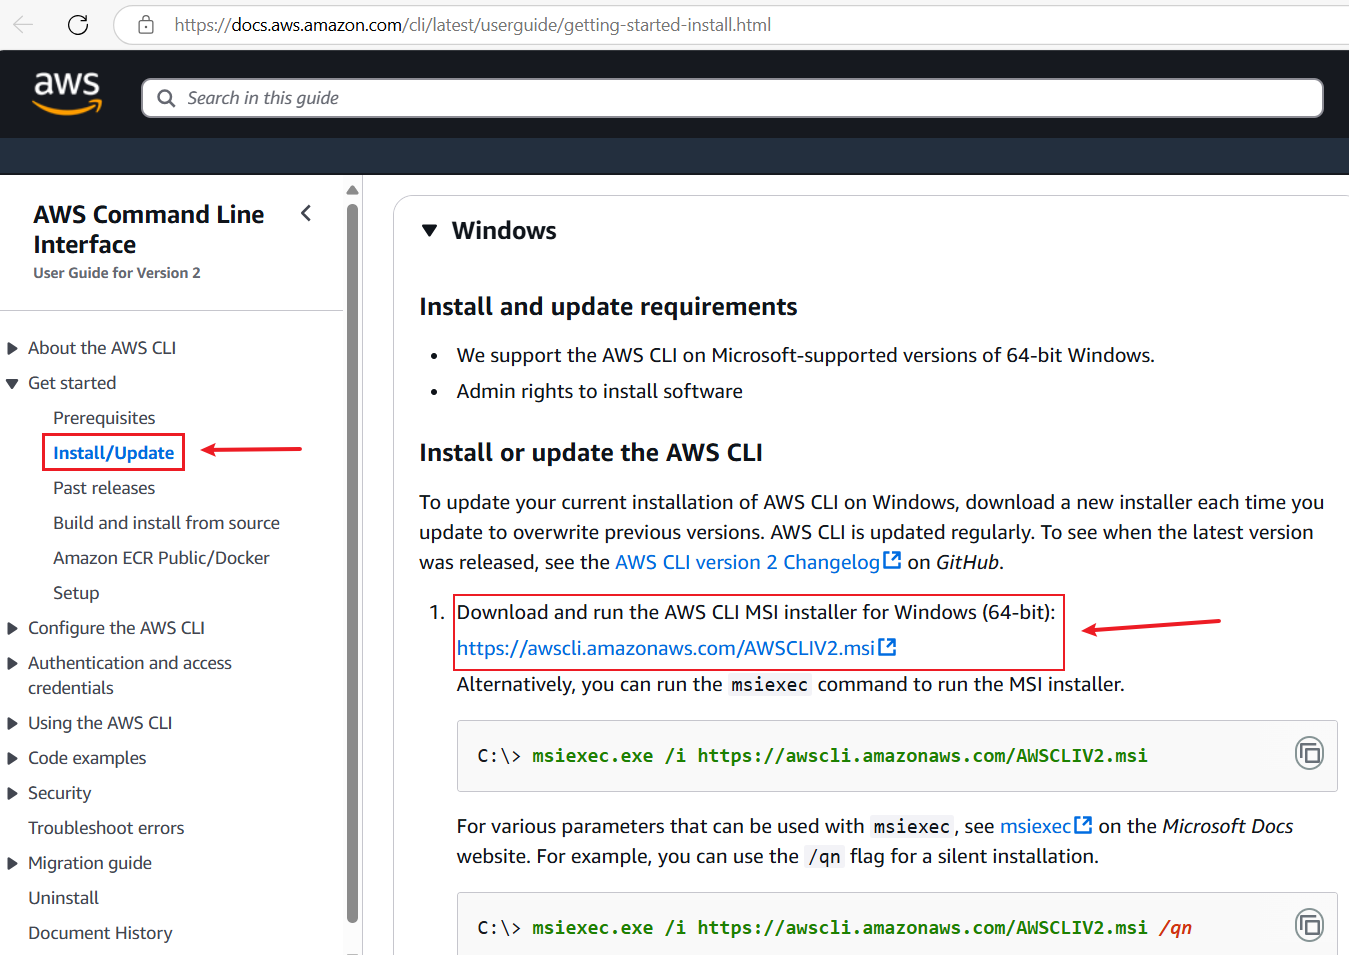 https://docs.aws.amazon.com/cli/latest/userguide/getting-started-install.html
aws
Search in this guide
AWS Command Line
Interface
User Guide for Version 2
About the AWS CLI
Get started
Prerequisites
Install/Update
Past releases
Build and install from source
Amazon ECR Public/Docker
Setup
Configure the AWS CLI
Authentication and access
credentials
Using the AWS CLI
Code examples
Security
Troubleshoot errors
Migration guide
Uninstall
Document History
Windows
Install and update requirements
• We support the AWS CLI on Microsoft-supported versions of 64-bit Windows.
• Admin rights to install software
Install or update the AWS CLI
To update your current installation of AWS CLI on Windows, download a new installer each time you
update to overwrite previous versions. AWS CLI is updated regularly. To see when the latest version
was released, see the AWS CLI version 2 Changelog on GitHub.
1. Download and run the AWS CLI MSI installer for Windows (64-bit):
https://awscli.amazonaws.com/AWSCLIV2.msi
Alternatively, you can run the msiexec command to run the MSI installer.
C:\> msiexec.exe /i https://awscli.amazonaws.com/AWSCLIV2.msi
For various parameters that can be used with msiexec, see msiexec on the Microsoft Docs
website. For example, you can use the /qn flag for a silent installation.
C:\> msiexec.exe /i https://awscli.amazonaws.com/AWSCLIV2.msi /qn